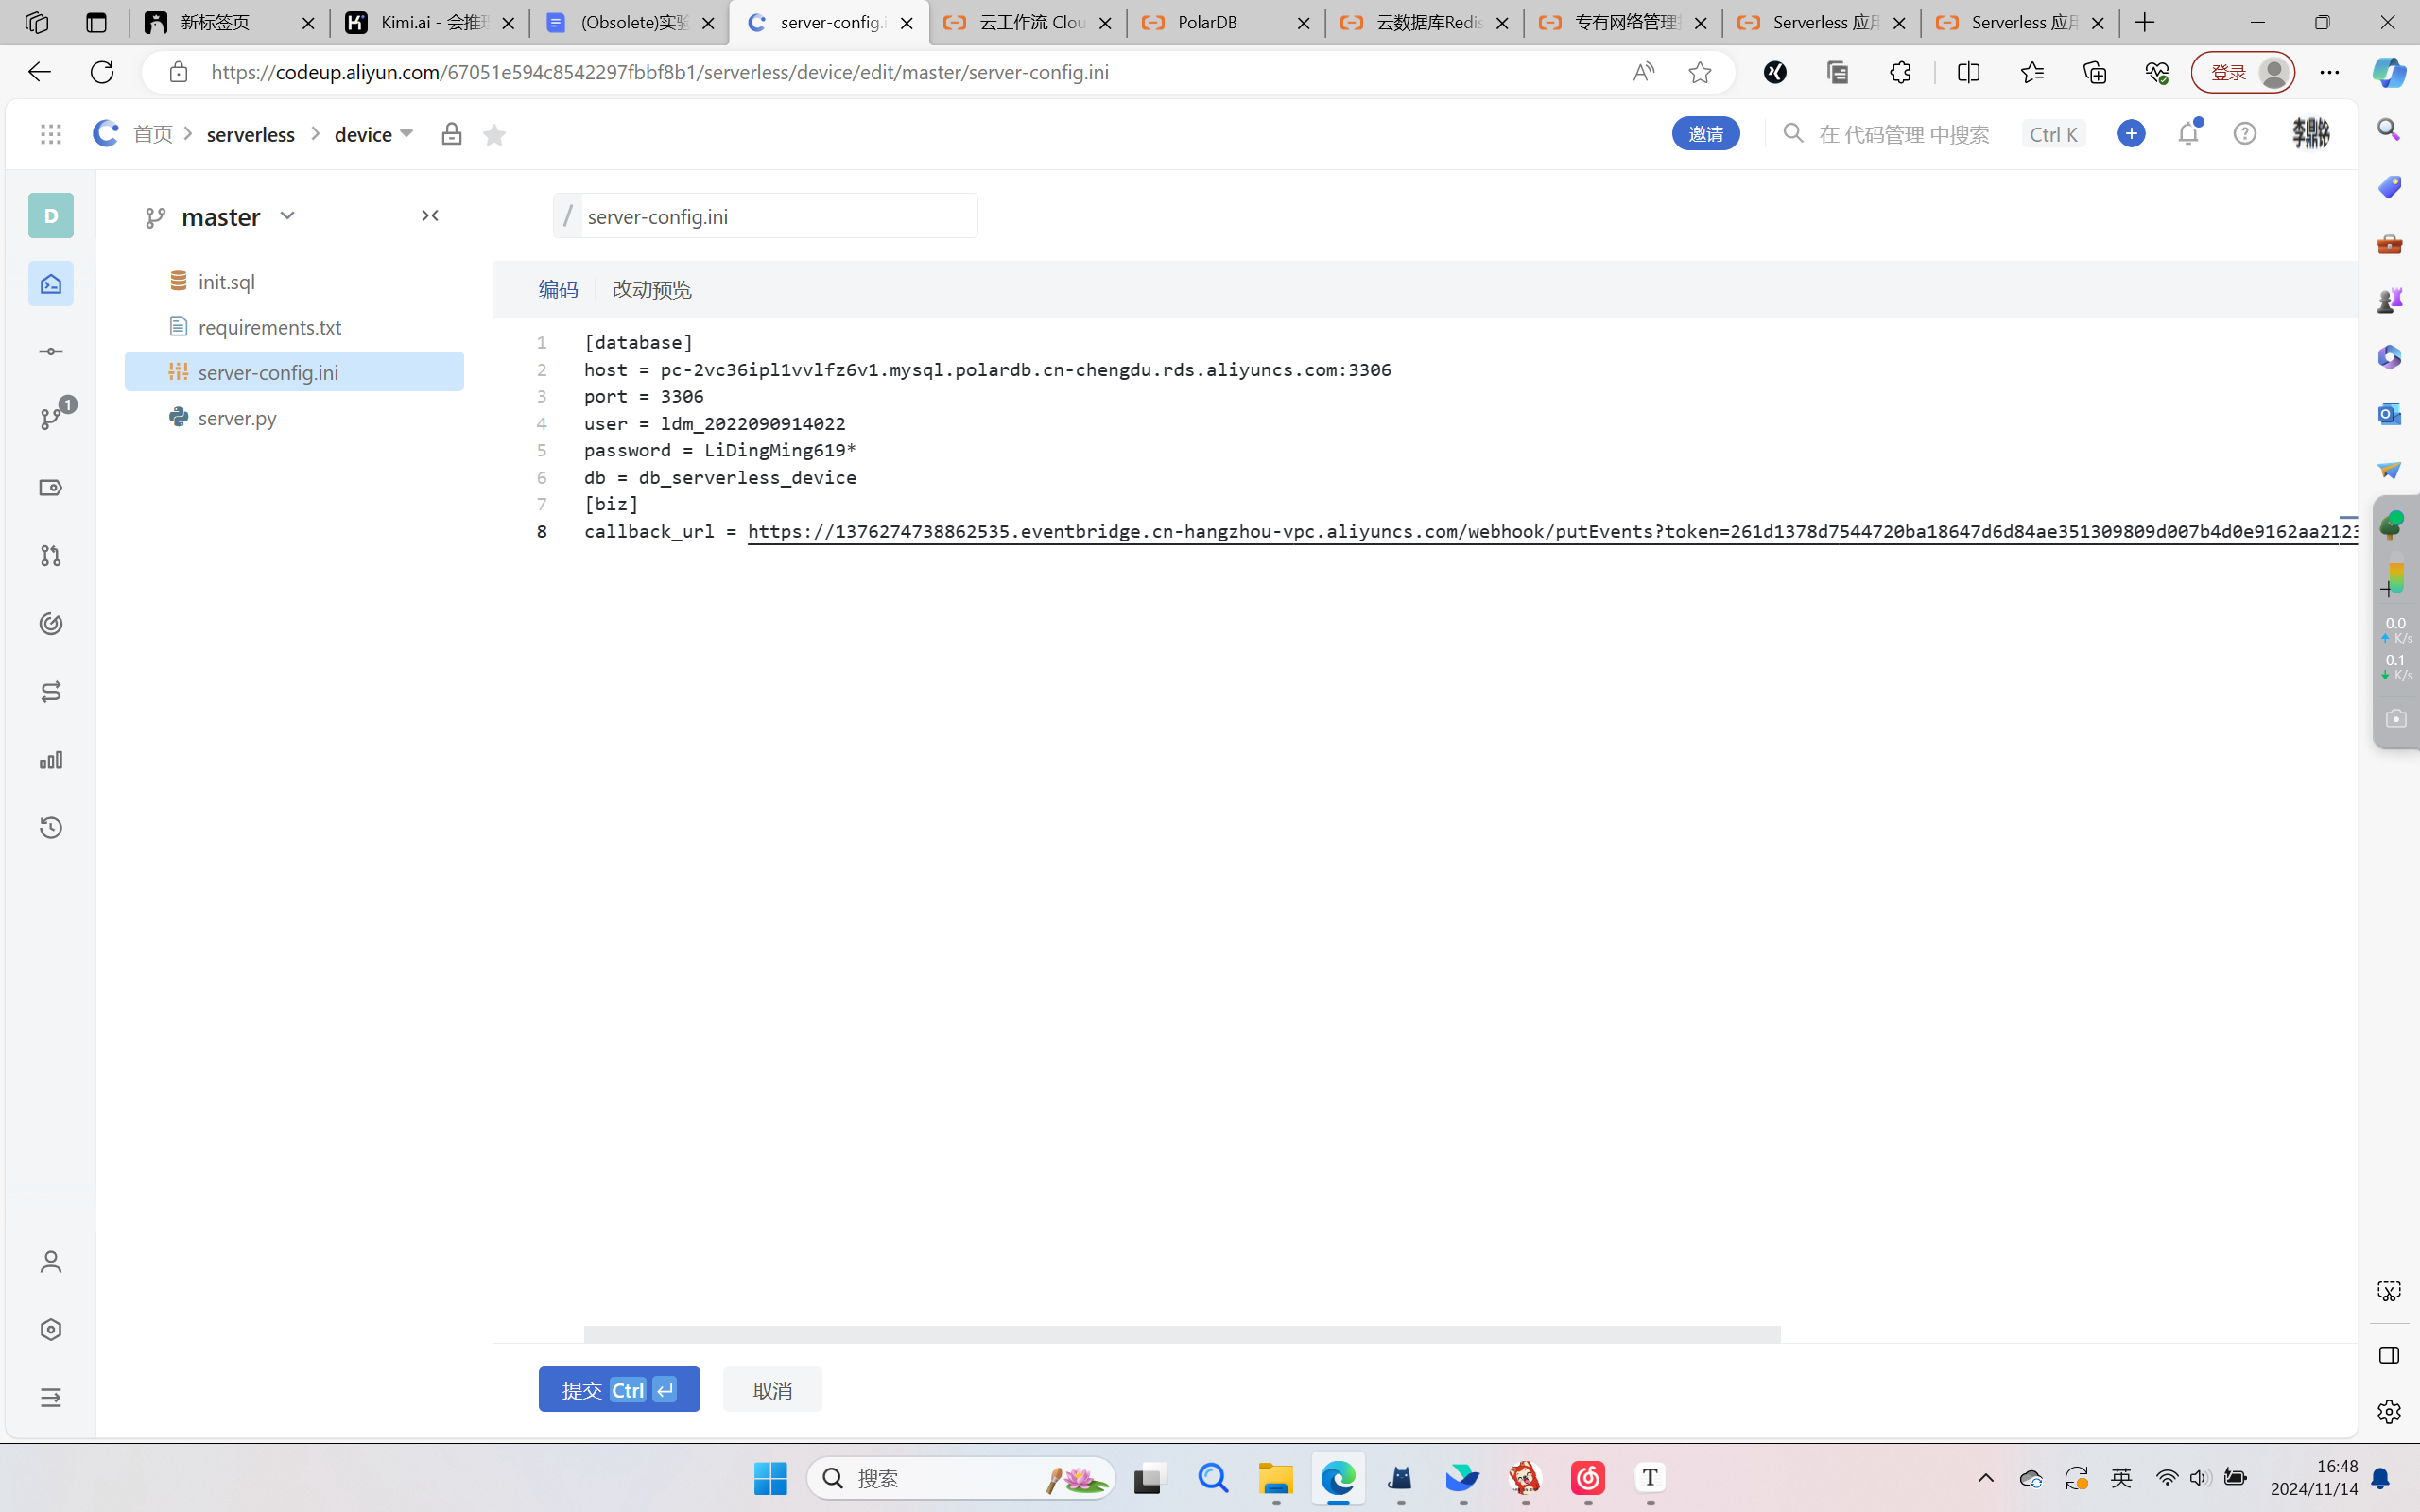 新标签页
Kimi.ai - 会推理
(Obsolete)实验
server-config.i
云工作流 Clou
PolarDB
云数据库Redis
专有网络管理
Serverless 应用
Serverless 应用
https://codeup.aliyun.com/67051e594c8542297fbbf8b1/serverless/device/edit/master/server-config.ini
登录
首页 > serverless > device
邀请
在 代码管理 中搜索
Ctrl K
李鼎铭
D
master
/ server-config.ini
init.sql
requirements.txt
server-config.ini
server.py
1
编码
改动预览
1 [database]
2 host = pc-2vc36ipl1vvlfz6v1.mysql.polardb.cn-chengdu.rds.aliyuncs.com:3306
3 port = 3306
4 user = ldm_2022090914022
5 password = LiDingMing619*
6 db = db_serverless_device
7 [biz]
8 callback_url = https://1376274738862535.eventbridge.cn-hangzhou-vpc.aliyuncs.com/webhook/putEvents?token=261d1378d7544720ba18647d6d84ae351309809d007b4d0e9162aa2123
0.0
K/s
0.1
K/s
提交 Ctrl
取消
搜索
英
16:48
2024/11/14